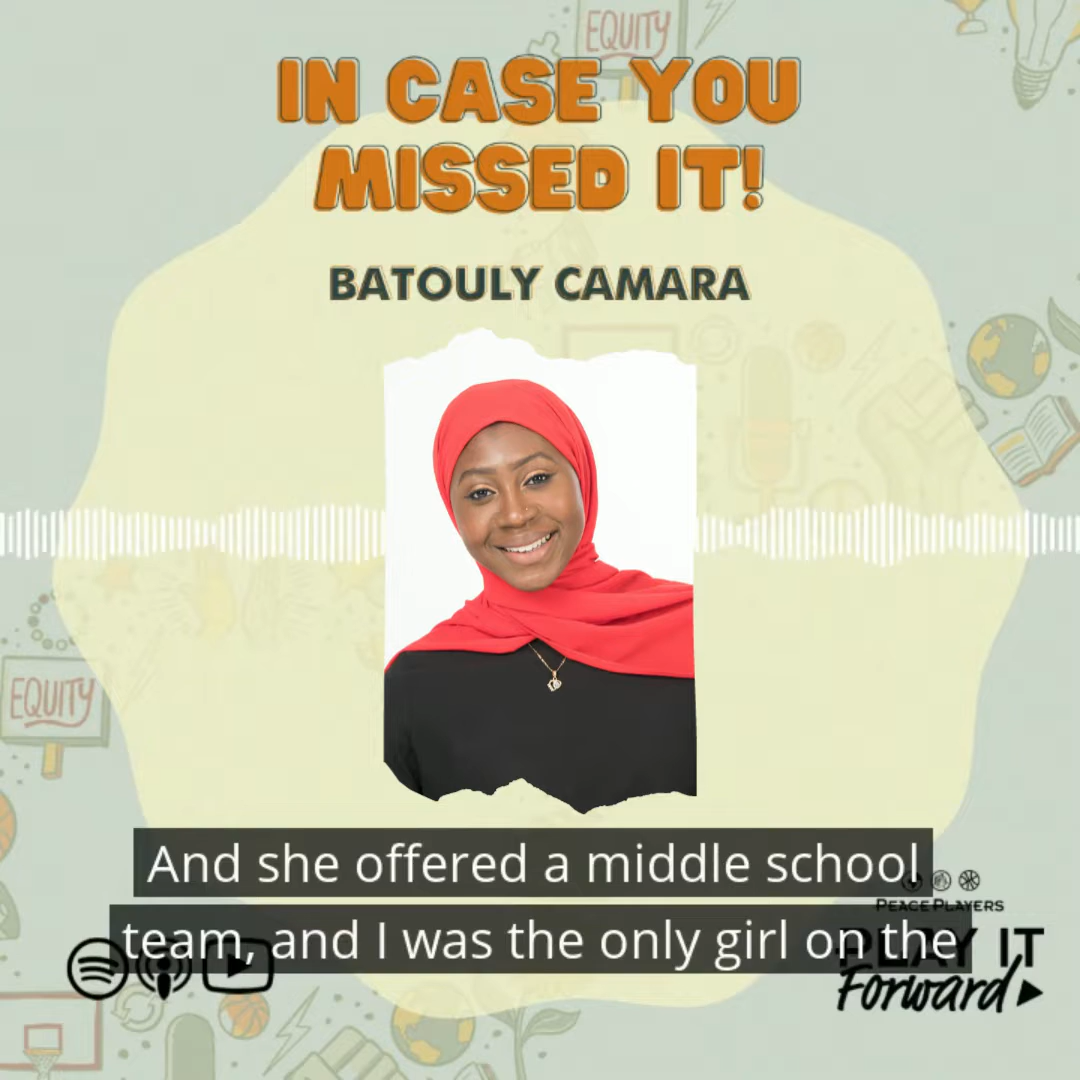 EQUITY
IN CASE YOU
MISSED IT!
BATOULY CAMARA
EQUITY
And she offered a middle school
team, and I was the only girl on the
PEACE PLAYERS
PLAY IT
Forward